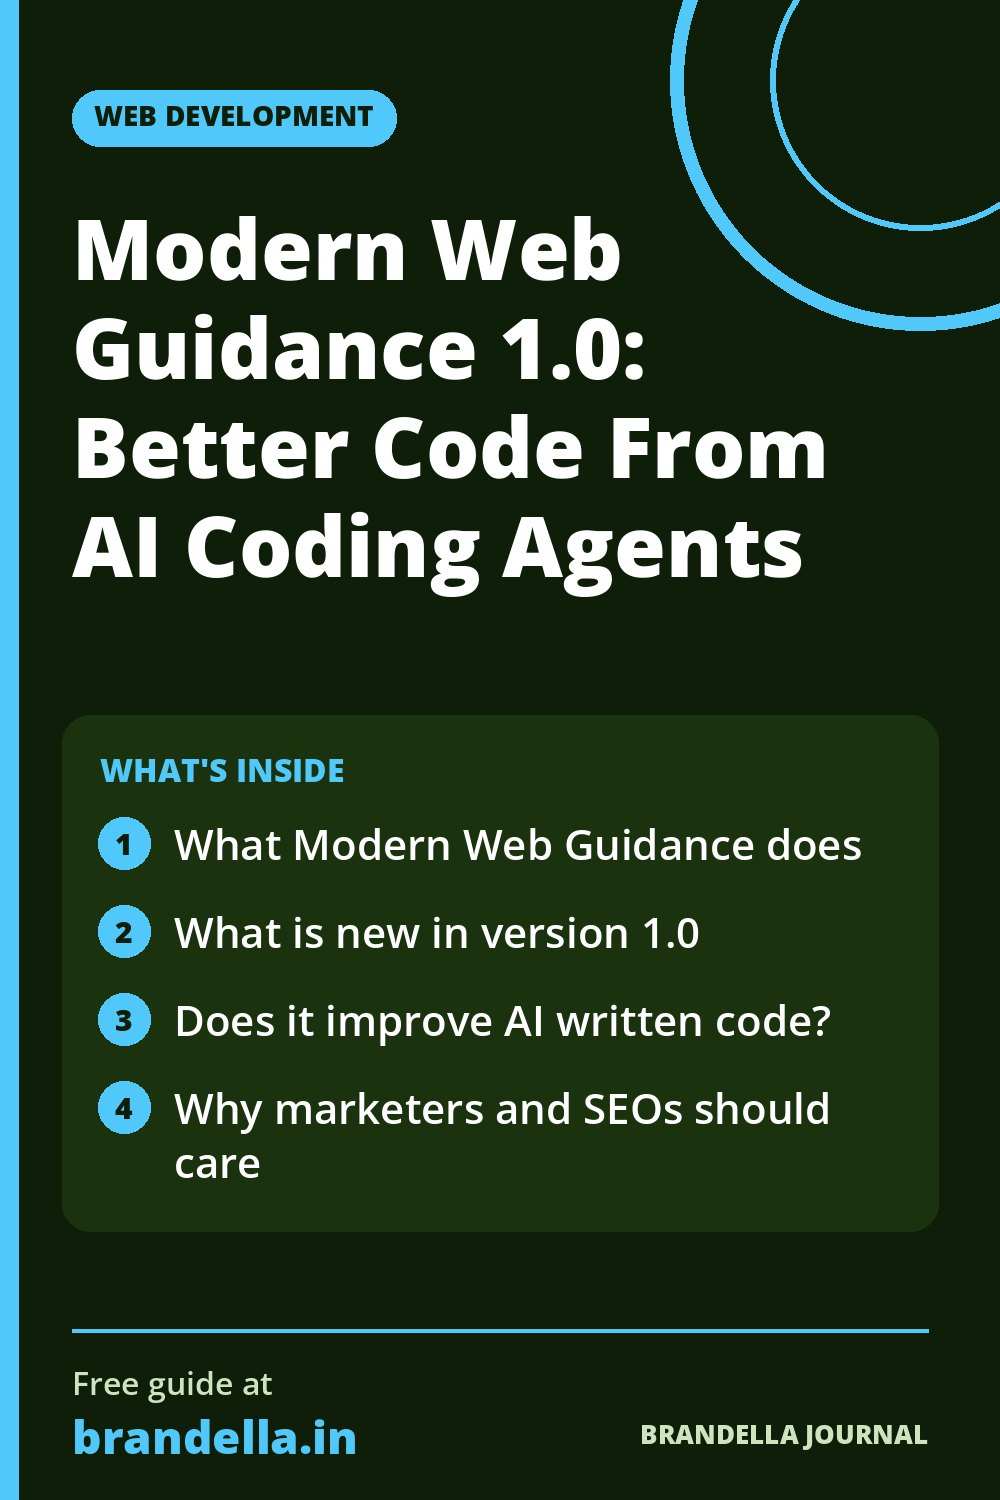 WEB DEVELOPMENT
Modern Web
Guidance 1.0:
Better Code From
AI Coding Agents
WHAT'S INSIDE
1 What Modern Web Guidance does
2 What is new in version 1.0
3 Does it improve AI written code?
4 Why marketers and SEOs should
care
Free guide at
brandella.in
BRANDELLA JOURNAL